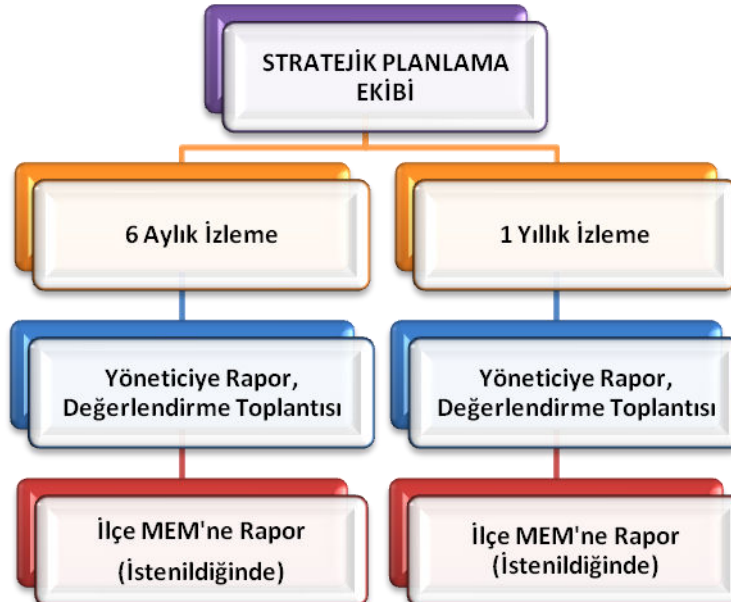 STRATEJİK PLANLAMA
EKİBİ
6 Aylık İzleme
1 Yıllık İzleme
Yöneticiye Rapor,
Değerlendirme Toplantısı
Yöneticiye Rapor,
Değerlendirme Toplantısı
İlçe MEM'ne Rapor
(İstenildiğinde)
İlçe MEM'ne Rapor
(İstenildiğinde)